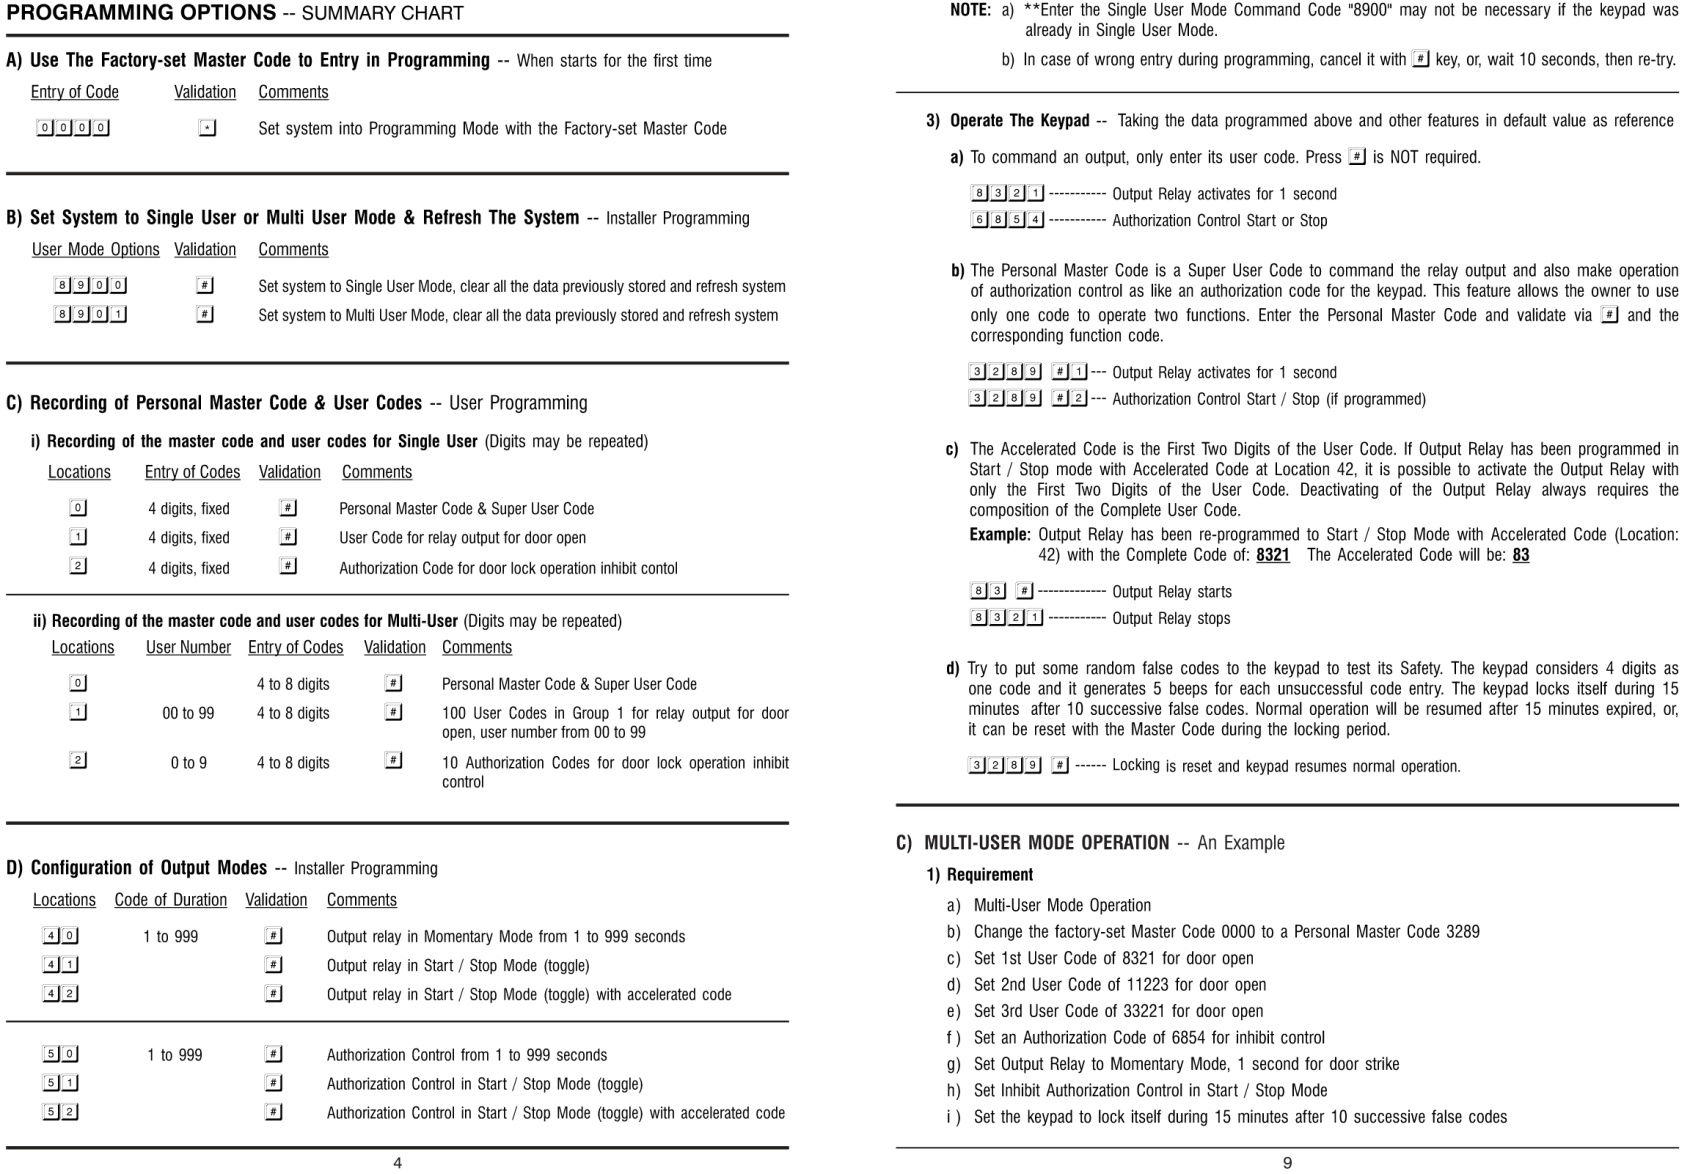 PROGRAMMING OPTIONS -- SUMMARY CHART
A) Use The Factory-set Master Code to Entry in Programming -- When starts for the first time
Entry of Code Validation Comments
0 0 0 0 * Set system into Programming Mode with the Factory-set Master Code
B) Set System to Single User or Multi User Mode & Refresh The System -- Installer Programming
User Mode Options Validation Comments
8 9 0 0 # Set system to Single User Mode, clear all the data previously stored and refresh system
8 9 0 1 # Set system to Multi User Mode, clear all the data previously stored and refresh system
C) Recording of Personal Master Code & User Codes -- User Programming
i) Recording of the master code and user codes for Single User (Digits may be repeated)
Locations Entry of Codes Validation Comments
0 4 digits, fixed # Personal Master Code & Super User Code
1 4 digits, fixed # User Code for relay output for door open
2 4 digits, fixed # Authorization Code for door lock operation inhibit contol
ii) Recording of the master code and user codes for Multi-User (Digits may be repeated)
Locations User Number Entry of Codes Validation Comments
0 4 to 8 digits # Personal Master Code & Super User Code
1 00 to 99 4 to 8 digits # 100 User Codes in Group 1 for relay output for door
open, user number from 00 to 99
2 0 to 9 4 to 8 digits # 10 Authorization Codes for door lock operation inhibit
control
D) Configuration of Output Modes -- Installer Programming
Locations Code of Duration Validation Comments
4 0 1 to 999 # Output relay in Momentary Mode from 1 to 999 seconds
4 1 # Output relay in Start / Stop Mode (toggle)
4 2 # Output relay in Start / Stop Mode (toggle) with accelerated code
5 0 1 to 999 # Authorization Control from 1 to 999 seconds
5 1 # Authorization Control in Start / Stop Mode (toggle)
5 2 # Authorization Control in Start / Stop Mode (toggle) with accelerated code
4
NOTE: a) **Enter the Single User Mode Command Code "8900" may not be necessary if the keypad was
already in Single User Mode.
b) In case of wrong entry during programming, cancel it with # key, or, wait 10 seconds, then re-try.
3) Operate The Keypad -- Taking the data programmed above and other features in default value as reference
a) To command an output, only enter its user code. Press # is NOT required.
8 3 2 1 ----------- Output Relay activates for 1 second
6 8 5 4 ----------- Authorization Control Start or Stop
b) The Personal Master Code is a Super User Code to command the relay output and also make operation
of authorization control as like an authorization code for the keypad. This feature allows the owner to use
only one code to operate two functions. Enter the Personal Master Code and validate via # and the
corresponding function code.
3 2 8 9 # 1 --- Output Relay activates for 1 second
3 2 8 9 # 2 --- Authorization Control Start / Stop (if programmed)
c) The Accelerated Code is the First Two Digits of the User Code. If Output Relay has been programmed in
Start / Stop mode with Accelerated Code at Location 42, it is possible to activate the Output Relay with
only the First Two Digits of the User Code. Deactivating of the Output Relay always requires the
composition of the Complete User Code.
Example: Output Relay has been re-programmed to Start / Stop Mode with Accelerated Code (Location:
42) with the Complete Code of: 8321 The Accelerated Code will be: 83
8 3 # ------------- Output Relay starts
8 3 2 1 ----------- Output Relay stops
d) Try to put some random false codes to the keypad to test its Safety. The keypad considers 4 digits as
one code and it generates 5 beeps for each unsuccessful code entry. The keypad locks itself during 15
minutes after 10 successive false codes. Normal operation will be resumed after 15 minutes expired, or,
it can be reset with the Master Code during the locking period.
3 2 8 9 # ------ Locking is reset and keypad resumes normal operation.
C) MULTI-USER MODE OPERATION -- An Example
1) Requirement
a) Multi-User Mode Operation
b) Change the factory-set Master Code 0000 to a Personal Master Code 3289
c) Set 1st User Code of 8321 for door open
d) Set 2nd User Code of 11223 for door open
e) Set 3rd User Code of 33221 for door open
f ) Set an Authorization Code of 6854 for inhibit control
g) Set Output Relay to Momentary Mode, 1 second for door strike
h) Set Inhibit Authorization Control in Start / Stop Mode
i ) Set the keypad to lock itself during 15 minutes after 10 successive false codes
9